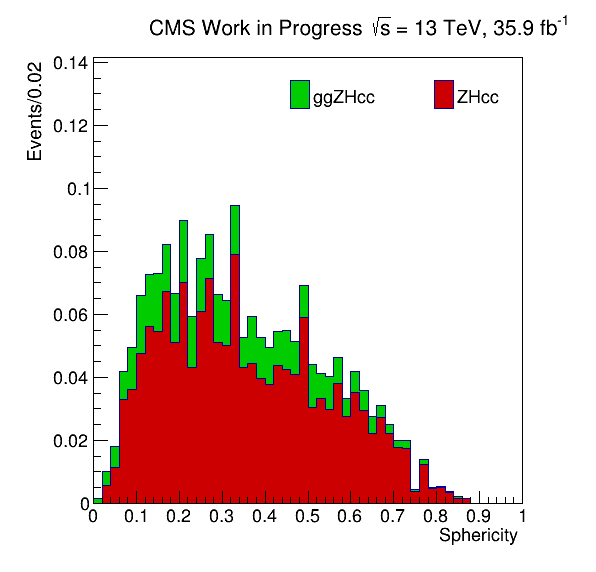 CMS Work in Progress √s = 13 TeV, 35.9 fb⁻¹
Events/0.02
0.14
0.12
0.1
0.08
0.06
0.04
0.02
0
ggZHcc ZHcc
0 0.1 0.2 0.3 0.4 0.5 0.6 0.7 0.8 0.9 1
Sphericity